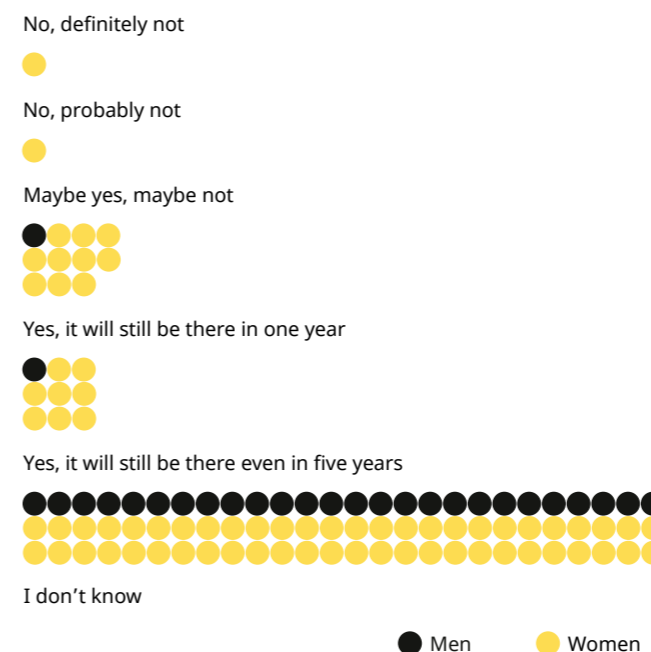 No, definitely not
No, probably not
Maybe yes, maybe not
Yes, it will still be there in one year
Yes, it will still be there even in five years
I don’t know
Men Women